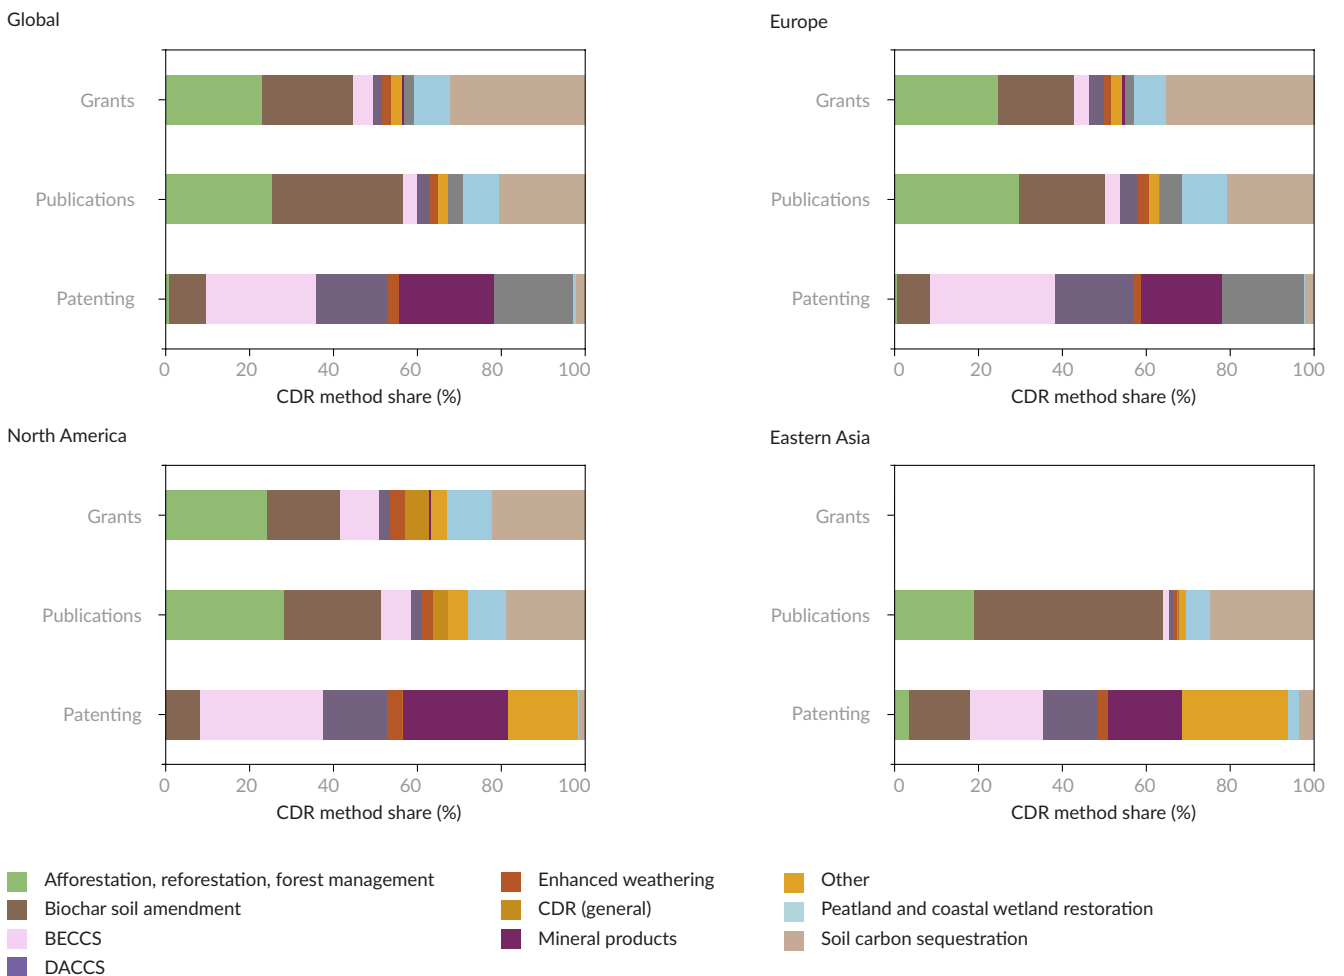 Global
Grants
Publications
Patenting
0 20 40 60 80 100
CDR method share (%)
Europe
Grants
Publications
Patenting
0 20 40 60 80 100
CDR method share (%)
North America
Grants
Publications
Patenting
0 20 40 60 80 100
CDR method share (%)
Eastern Asia
Grants
Publications
Patenting
0 20 40 60 80 100
CDR method share (%)
Afforestation, reforestation, forest management
Biochar soil amendment
BECCS
DACCS
Enhanced weathering
CDR (general)
Mineral products
Other
Peatland and coastal wetland restoration
Soil carbon sequestration